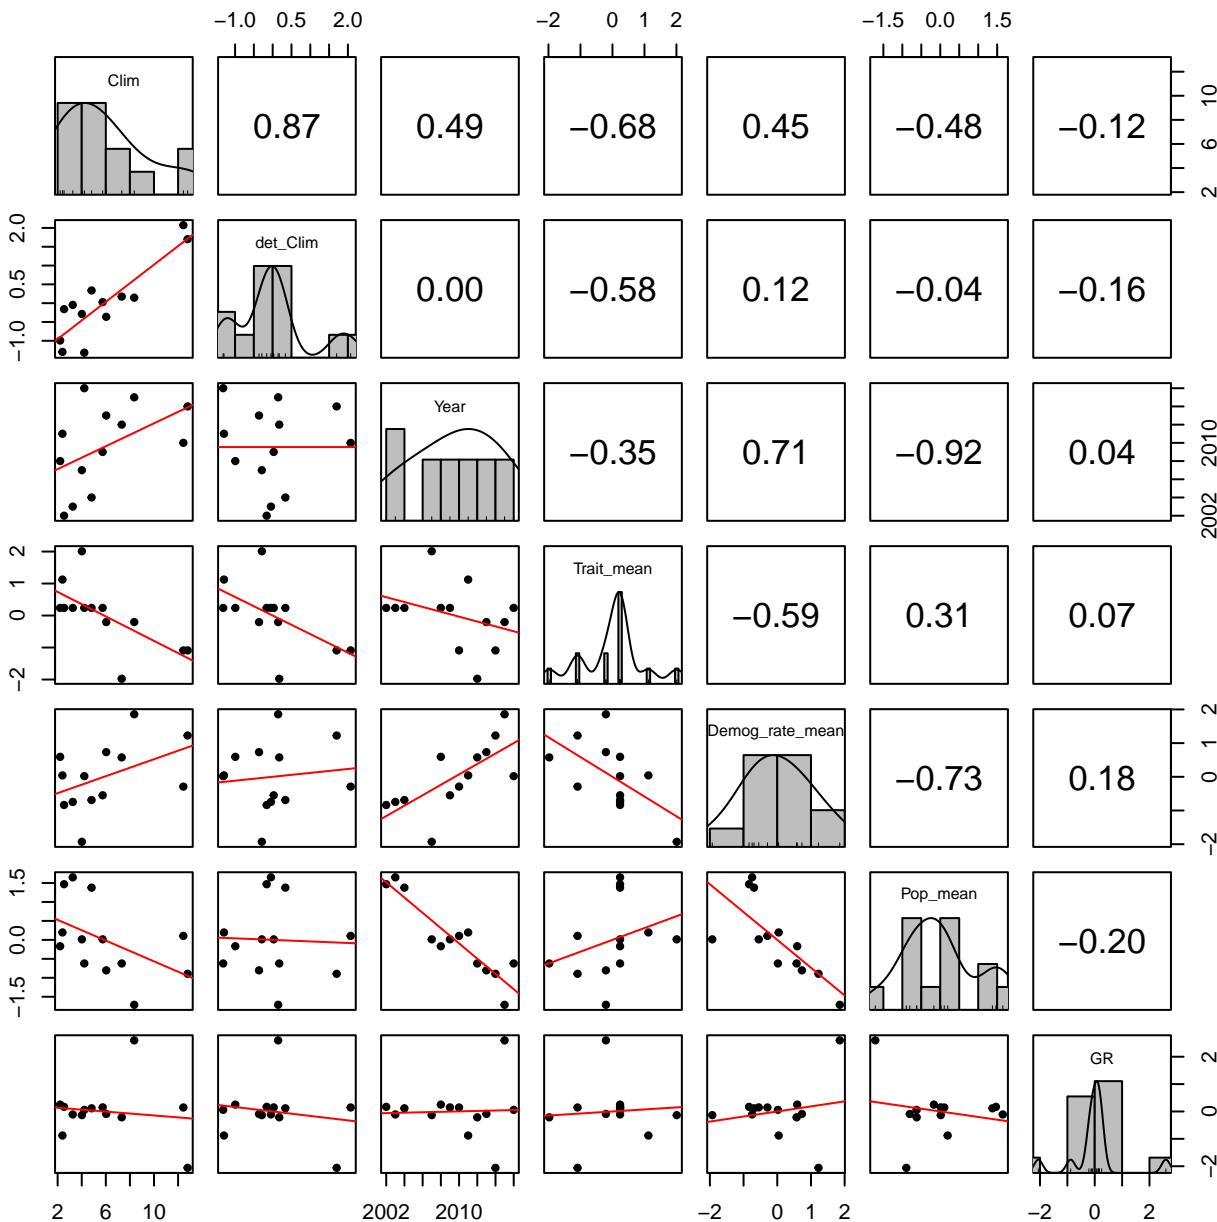 −1.0 0.5 2.0 −2 0 1 2 −1.5 0.0 1.5
Clim 0.87 0.49 −0.68 0.45 −0.48 −0.12 2 6 10
−1.0 0.5 2.0 det_Clim 0.00 −0.58 0.12 −0.04 −0.16
Year −0.35 0.71 −0.92 0.04 2002 2010
−2 0 1 2 Trait_mean −0.59 0.31 0.07
Demog_rate_mean −0.73 0.18 −2 0 1 2
−1.5 0.0 1.5 Pop_mean −0.20
GR −2 0 2
2 6 10 2002 2010 −2 0 1 2 −2 0 2